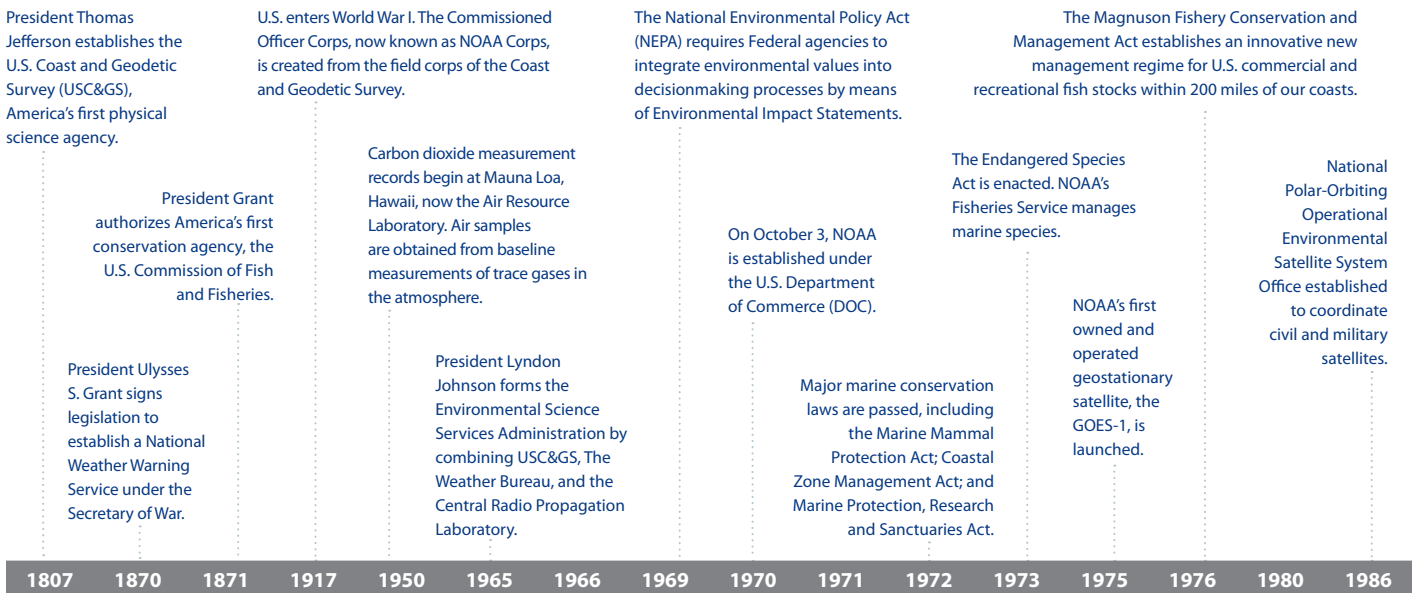 President Thomas
Jefferson establishes the
U.S. Coast and Geodetic
Survey (USC&GS),
America's first physical
science agency.
President Ulysses
S. Grant signs
legislation to
establish a National
Weather Warning
Service under the
Secretary of War.
President Grant
authorizes America's first
conservation agency, the
U.S. Commission of Fish
and Fisheries.
U.S. enters World War I. The Commissioned
Officer Corps, now known as NOAA Corps,
is created from the field corps of the Coast
and Geodetic Survey.
Carbon dioxide measurement
records begin at Mauna Loa,
Hawaii, now the Air Resource
Laboratory. Air samples
are obtained from baseline
measurements of trace gases in
the atmosphere.
President Lyndon
Johnson forms the
Environmental Science
Services Administration by
combining USC&GS, The
Weather Bureau, and the
Central Radio Propagation
Laboratory.
The National Environmental Policy Act
(NEPA) requires Federal agencies to
integrate environmental values into
decisionmaking processes by means
of Environmental Impact Statements.
On October 3, NOAA
is established under
the U.S. Department
of Commerce (DOC).
Major marine conservation
laws are passed, including
the Marine Mammal
Protection Act; Coastal
Zone Management Act; and
Marine Protection, Research
and Sanctuaries Act.
The Endangered Species
Act is enacted. NOAA's
Fisheries Service manages
marine species.
NOAA's first
owned and
operated
geostationary
satellite, the
GOES-1, is
launched.
The Magnuson Fishery Conservation and
Management Act establishes an innovative new
management regime for U.S. commercial and
recreational fish stocks within 200 miles of our coasts.
National
Polar-Orbiting
Operational
Environmental
Satellite System
Office established
to coordinate
civil and military
satellites.
1807 1870 1871 1917 1950 1965 1966 1969 1970 1971 1972 1973 1975 1976 1980 1986